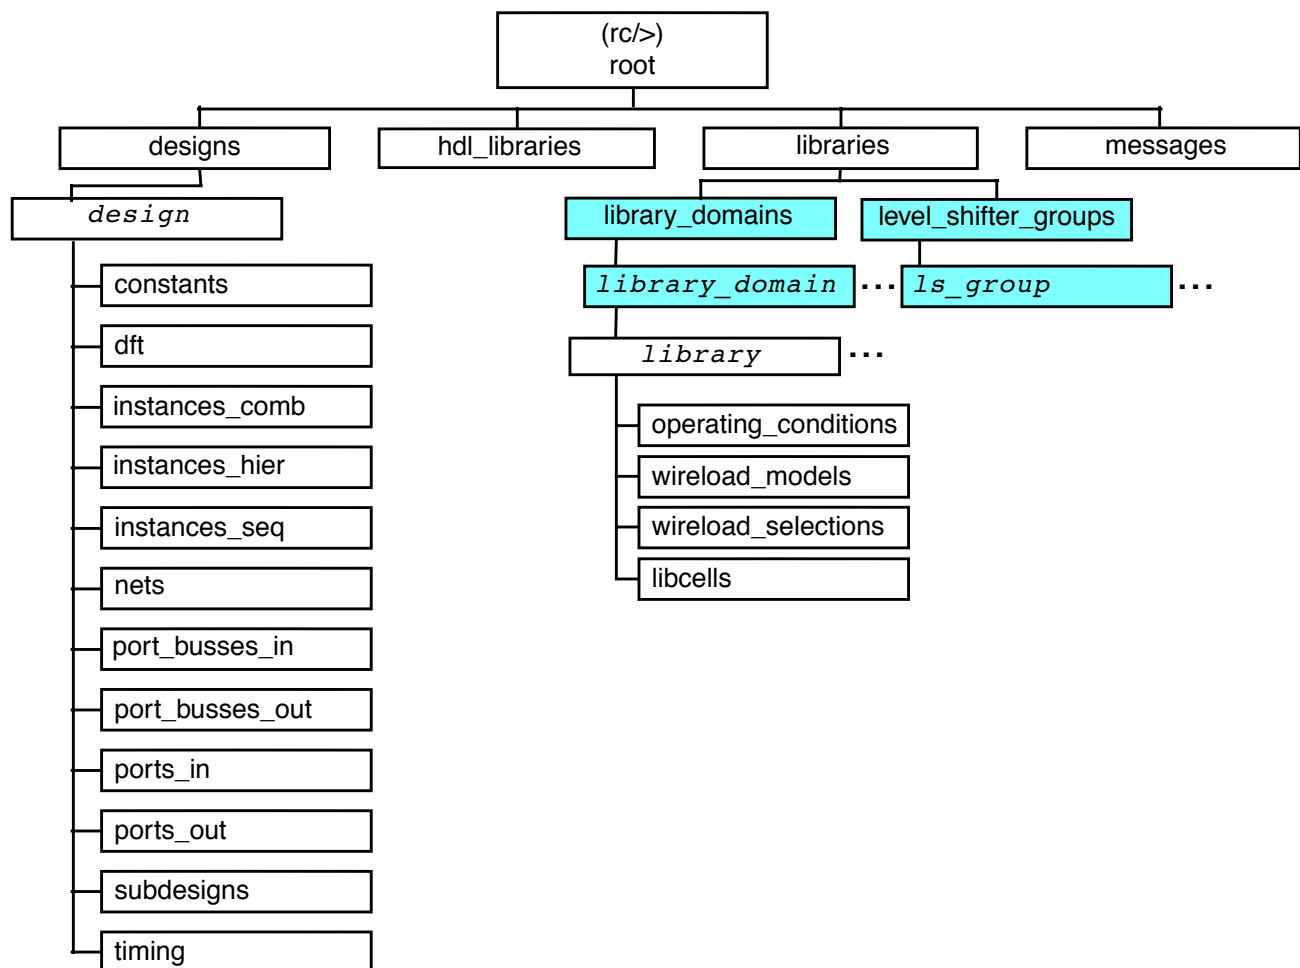 (rc/>)
root
designs
hdl_libraries
libraries
messages
design
library_domains
level_shifter_groups
constants
library_domain
...
ls_group
...
dft
library
...
instances_comb
operating_conditions
instances_hier
wireload_models
instances_seq
wireload_selections
nets
libcells
port_busses_in
port_busses_out
ports_in
ports_out
subdesigns
timing